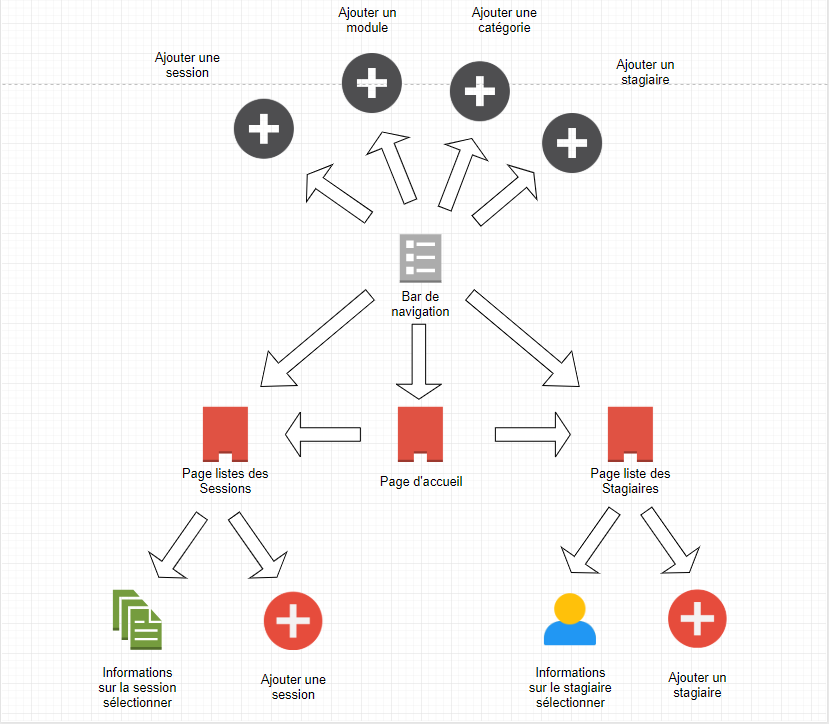 Ajouter un
module
Ajouter une
catégorie
Ajouter une
session
Ajouter un
stagiaire
Bar de
navigation
Page listes des
Sessions
Page d'accueil
Page liste des
Stagiaires
Informations
sur la session
sélectionner
Ajouter une
session
Informations
sur le stagiaire
sélectionner
Ajouter un
stagiaire